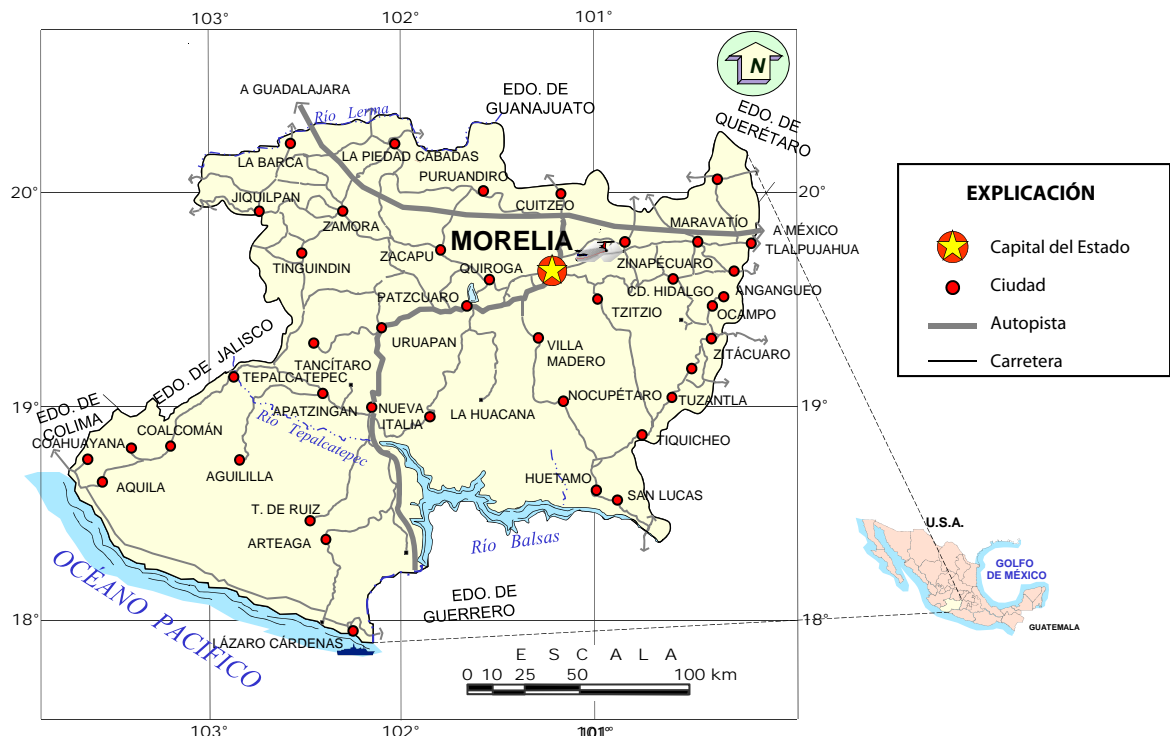 103°
102°
101°
N
A GUADALAJARA
EDO. DE
GUANAJUATO
EDO. DE
QUERÉTARO
Río Lerma
LA BARCA
LA PIEDAD CABADAS
PURUANDIRO
20°
20°
JIQUILPAN
ZAMORA
CUITZEO
MARAVATÍO
A MÉXICO
TLALPUJAHUA
MORELIA
ZACAPU
TINGUINDIN
QUIROGA
ZINAPÉCUARO
PATZCUARO
CD. HIDALGO
ANGANGUEO
TZITZIO
OCAMPO
URUAPAN
VILLA
MADERO
ZITÁCUARO
EDO. DE JALISCO
TANCÍTARO
TEPALCATEPEC
APATZINGAN
NUEVA
ITALIA
LA HUACANA
NOCUPÉTARO
TUZANTLA
19°
19°
EDO. DE
COLIMA
COAHUAYANA
COALCOMÁN
Río Tepalcatepec
TIQUICHEO
AQUILA
AGUILILLA
HUETAMO
SAN LUCAS
T. DE RUIZ
ARTEAGA
Río Balsas
OCÉANO PACIFICO
EDO. DE
GUERRERO
18°
18°
LÁZARO CÁRDENAS
E S C A L A
0 10 25 50 100 km
103°
102°
101°
EXPLICACIÓN
Capital del Estado
Ciudad
Autopista
Carretera
U.S.A.
GOLFO
DE MÉXICO
GUATEMALA